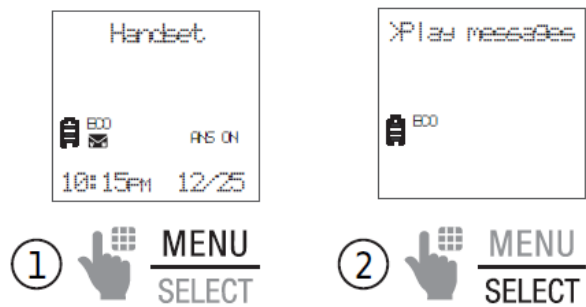 Handset
ECO
ANS ON
10:15PM 12/25
1
MENU
SELECT
>Play messages
ECO
2
MENU
SELECT